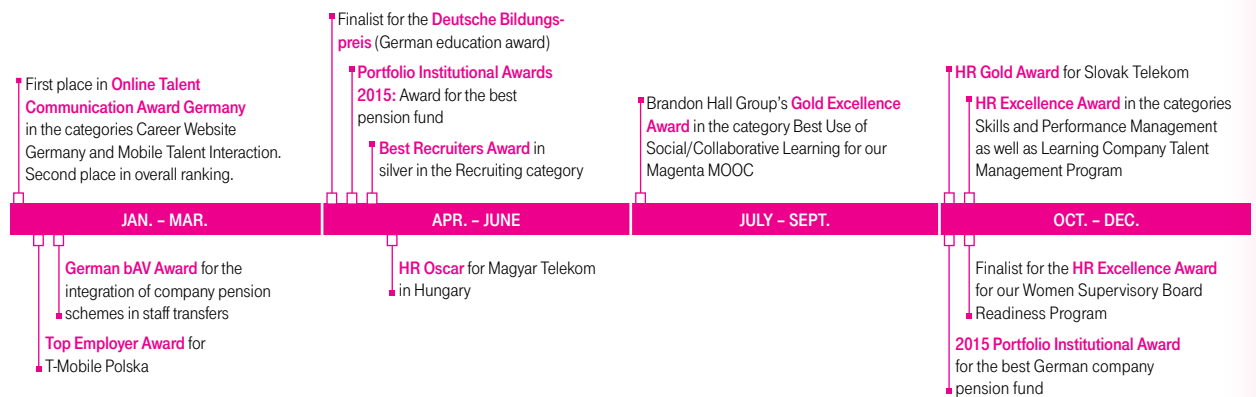 First place in Online Talent
Communication Award Germany
in the categories Career Website
Germany and Mobile Talent Interaction.
Second place in overall ranking.
Finalist for the Deutsche Bildungs-
preis (German education award)
Portfolio Institutional Awards
2015: Award for the best
pension fund
Best Recruiters Award in
silver in the Recruiting category
Brandon Hall Group's Gold Excellence
Award in the category Best Use of
Social/Collaborative Learning for our
Magenta MOOC
HR Gold Award for Slovak Telekom
HR Excellence Award in the categories
Skills and Performance Management
as well as Learning Company Talent
Management Program
JAN. – MAR.
APR. – JUNE
JULY – SEPT.
OCT. – DEC.
German bAV Award for the
integration of company pension
schemes in staff transfers
Top Employer Award for
T-Mobile Polska
HR Oscar for Magyar Telekom
in Hungary
Finalist for the HR Excellence Award
for our Women Supervisory Board
Readiness Program
2015 Portfolio Institutional Award
for the best German company
pension fund